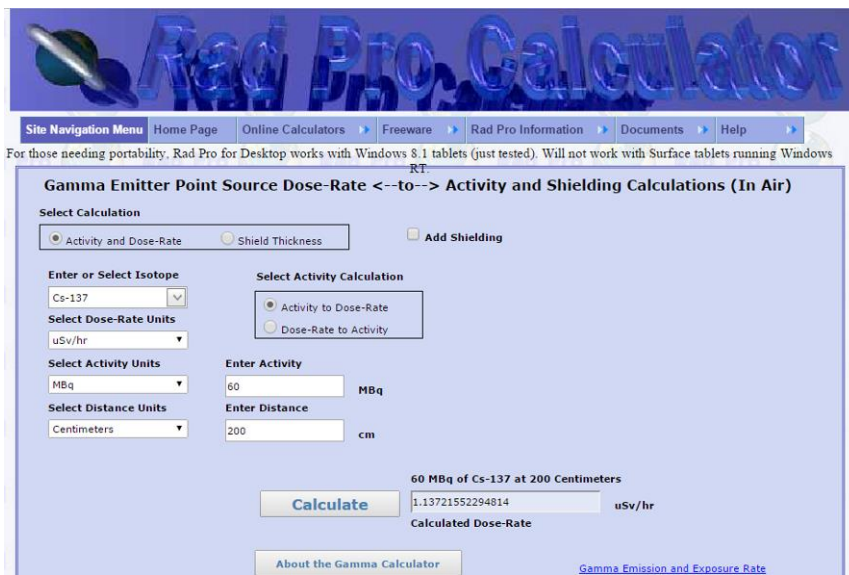 Rad Pro Calculator
Site Navigation Menu Home Page Online Calculators Freeware Rad Pro Information Documents Help
For those needing portability, Rad Pro for Desktop works with Windows 8.1 tablets (just tested). Will not work with Surface tablets running Windows
RT.
Gamma Emitter Point Source Dose-Rate <--to--> Activity and Shielding Calculations (In Air)
Select Calculation
Activity and Dose-Rate Shield Thickness Add Shielding
Enter or Select Isotope Select Activity Calculation
Cs-137
Activity to Dose-Rate
Select Dose-Rate Units
Dose-Rate to Activity
uSv/hr
Select Activity Units Enter Activity
MBq 60 MBq
Select Distance Units Enter Distance
Centimeters 200 cm
60 MBq of Cs-137 at 200 Centimeters
Calculate 1.13721552294814 uSv/hr
Calculated Dose-Rate
About the Gamma Calculator Gamma Emission and Exposure Rate